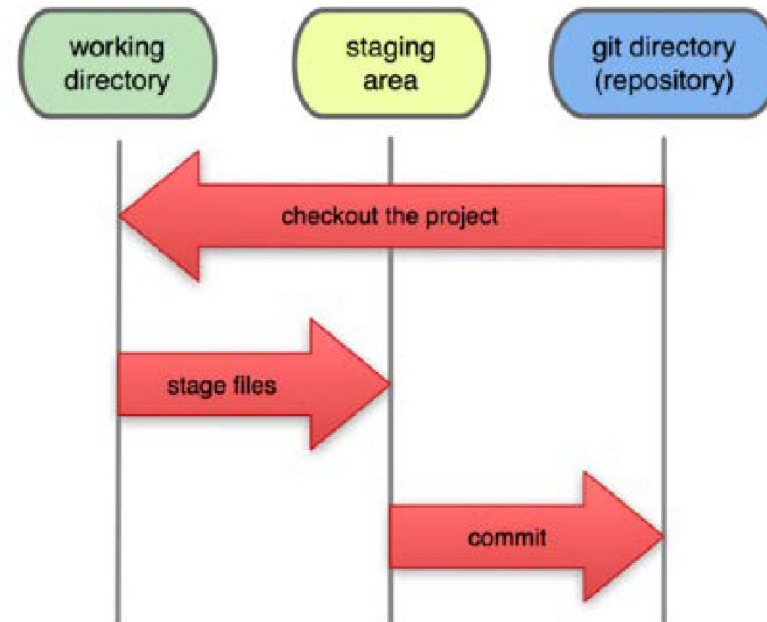 working
directory
staging
area
git directory
(repository)
checkout the project
stage files
commit